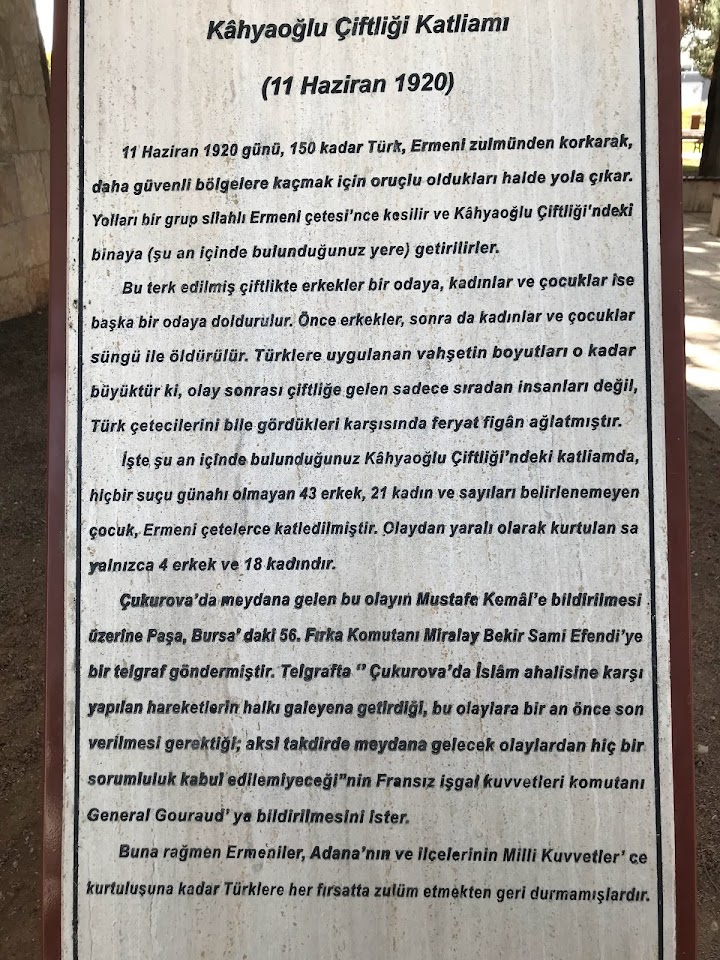 Kâhyaoğlu Çiftliği Katliamı
(11 Haziran 1920)
11 Haziran 1920 günü, 150 kadar Türk, Ermeni zulmünden korkarak,
daha güvenli bölgelere kaçmak için oruçlu oldukları halde yola çıkar.
Yolları bir grup silahlı Ermeni çetesi'nce kesilir ve Kâhyaoğlu Çiftliği'ndeki
binaya (şu an içinde bulunduğunuz yere) getirilirler.
Bu terk edilmiş çiftlikte erkekler bir odaya, kadınlar ve çocuklar ise
başka bir odaya doldurulur. Önce erkekler, sonra da kadınlar ve çocuklar
süngü ile öldürülür. Türklere uygulanan vahşetin boyutları o kadar
büyüktür ki, olay sonrası çiftliğe gelen sadece sıradan insanları değil,
Türk çetecilerini bile gördükleri karşısında feryat figân ağlatmıştır.
İşte şu an içinde bulunduğunuz Kâhyaoğlu Çiftliği'ndeki katliamda,
hiçbir suçu günahı olmayan 43 erkek, 21 kadın ve sayıları belirlenemeyen
çocuk, Ermeni çetelerce katledilmiştir. Olaydan yaralı olarak kurtulan sa
yalnızca 4 erkek ve 18 kadındır.
Çukurova'da meydana gelen bu olayın Mustafe Kemâl'e bildirilmesi
üzerine Paşa, Bursa' daki 56. Fırka Komutanı Miralay Bekir Sami Efendi'ye
bir telgraf göndermiştir. Telgrafta '' Çukurova'da İslâm ahalisine karşı
yapılan hareketlerin halkı galeyena getirdiği, bu olaylara bir an önce son
verilmesi gerektiği; aksi takdirde meydana gelecek olaylardan hiç bir
sorumluluk kabul edilemiyeceği"nin Fransız işgal kuvvetleri komutanı
General Gouraud' ya bildirilmesini ister.
Buna rağmen Ermeniler, Adana'nın ve ilçelerinin Milli Kuvvetler' ce
kurtuluşuna kadar Türklere her fırsatta zulüm etmekten geri durmamışlardır.